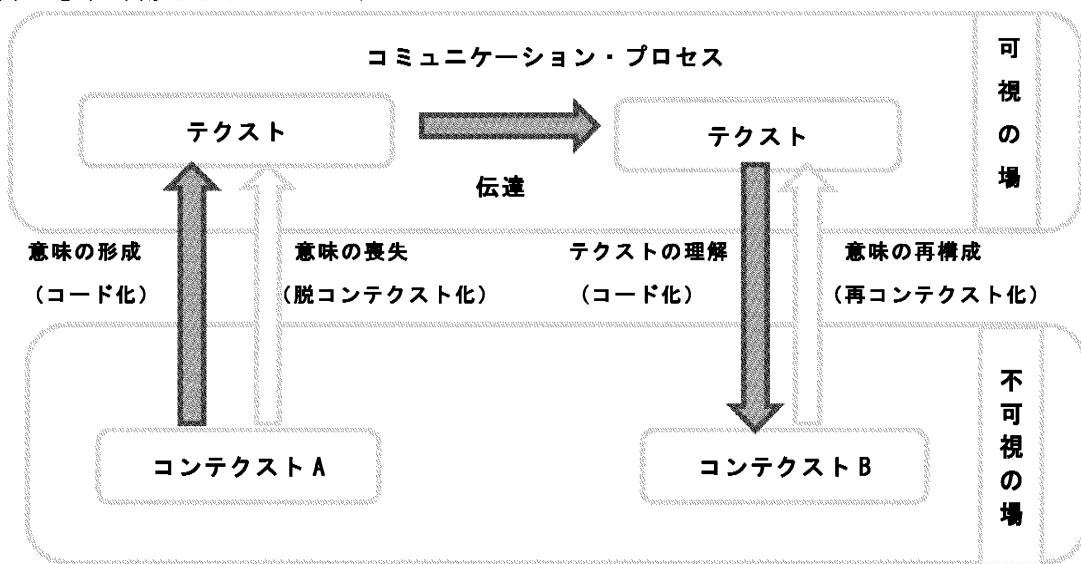 コミュニケーション・プロセス
可視の場
テクスト
テクスト
伝達
意味の形成
(コード化)
意味の喪失
(脱コンテクスト化)
テクストの理解
(コード化)
意味の再構成
(再コンテクスト化)
不可視の場
コンテクストA
コンテクストB